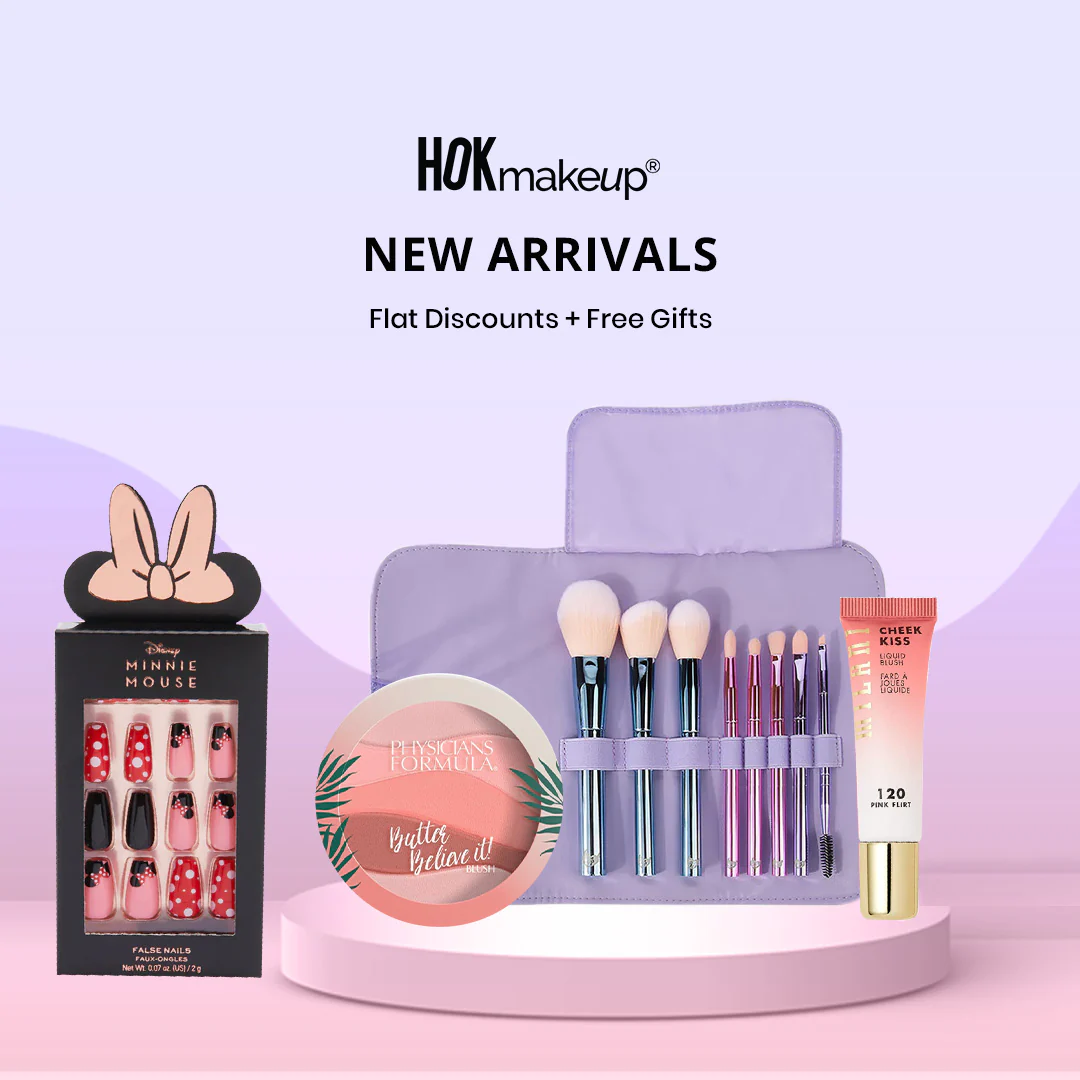 HOKmakeup®
NEW ARRIVALS
Flat Discounts + Free Gifts
Disney
MINNIE
MOUSE
FALSE NAILS
FAUX-ONGLES
Net Wt. 0.07 oz. (US) / 2 g
PHYSICIANS
FORMULA®
Butter
Believe it!
BLUSH
MILANI
CHEEK
KISS
LIQUID
BLUSH
FARD À
JOUES
LIQUIDE
120
PINK FLIRT